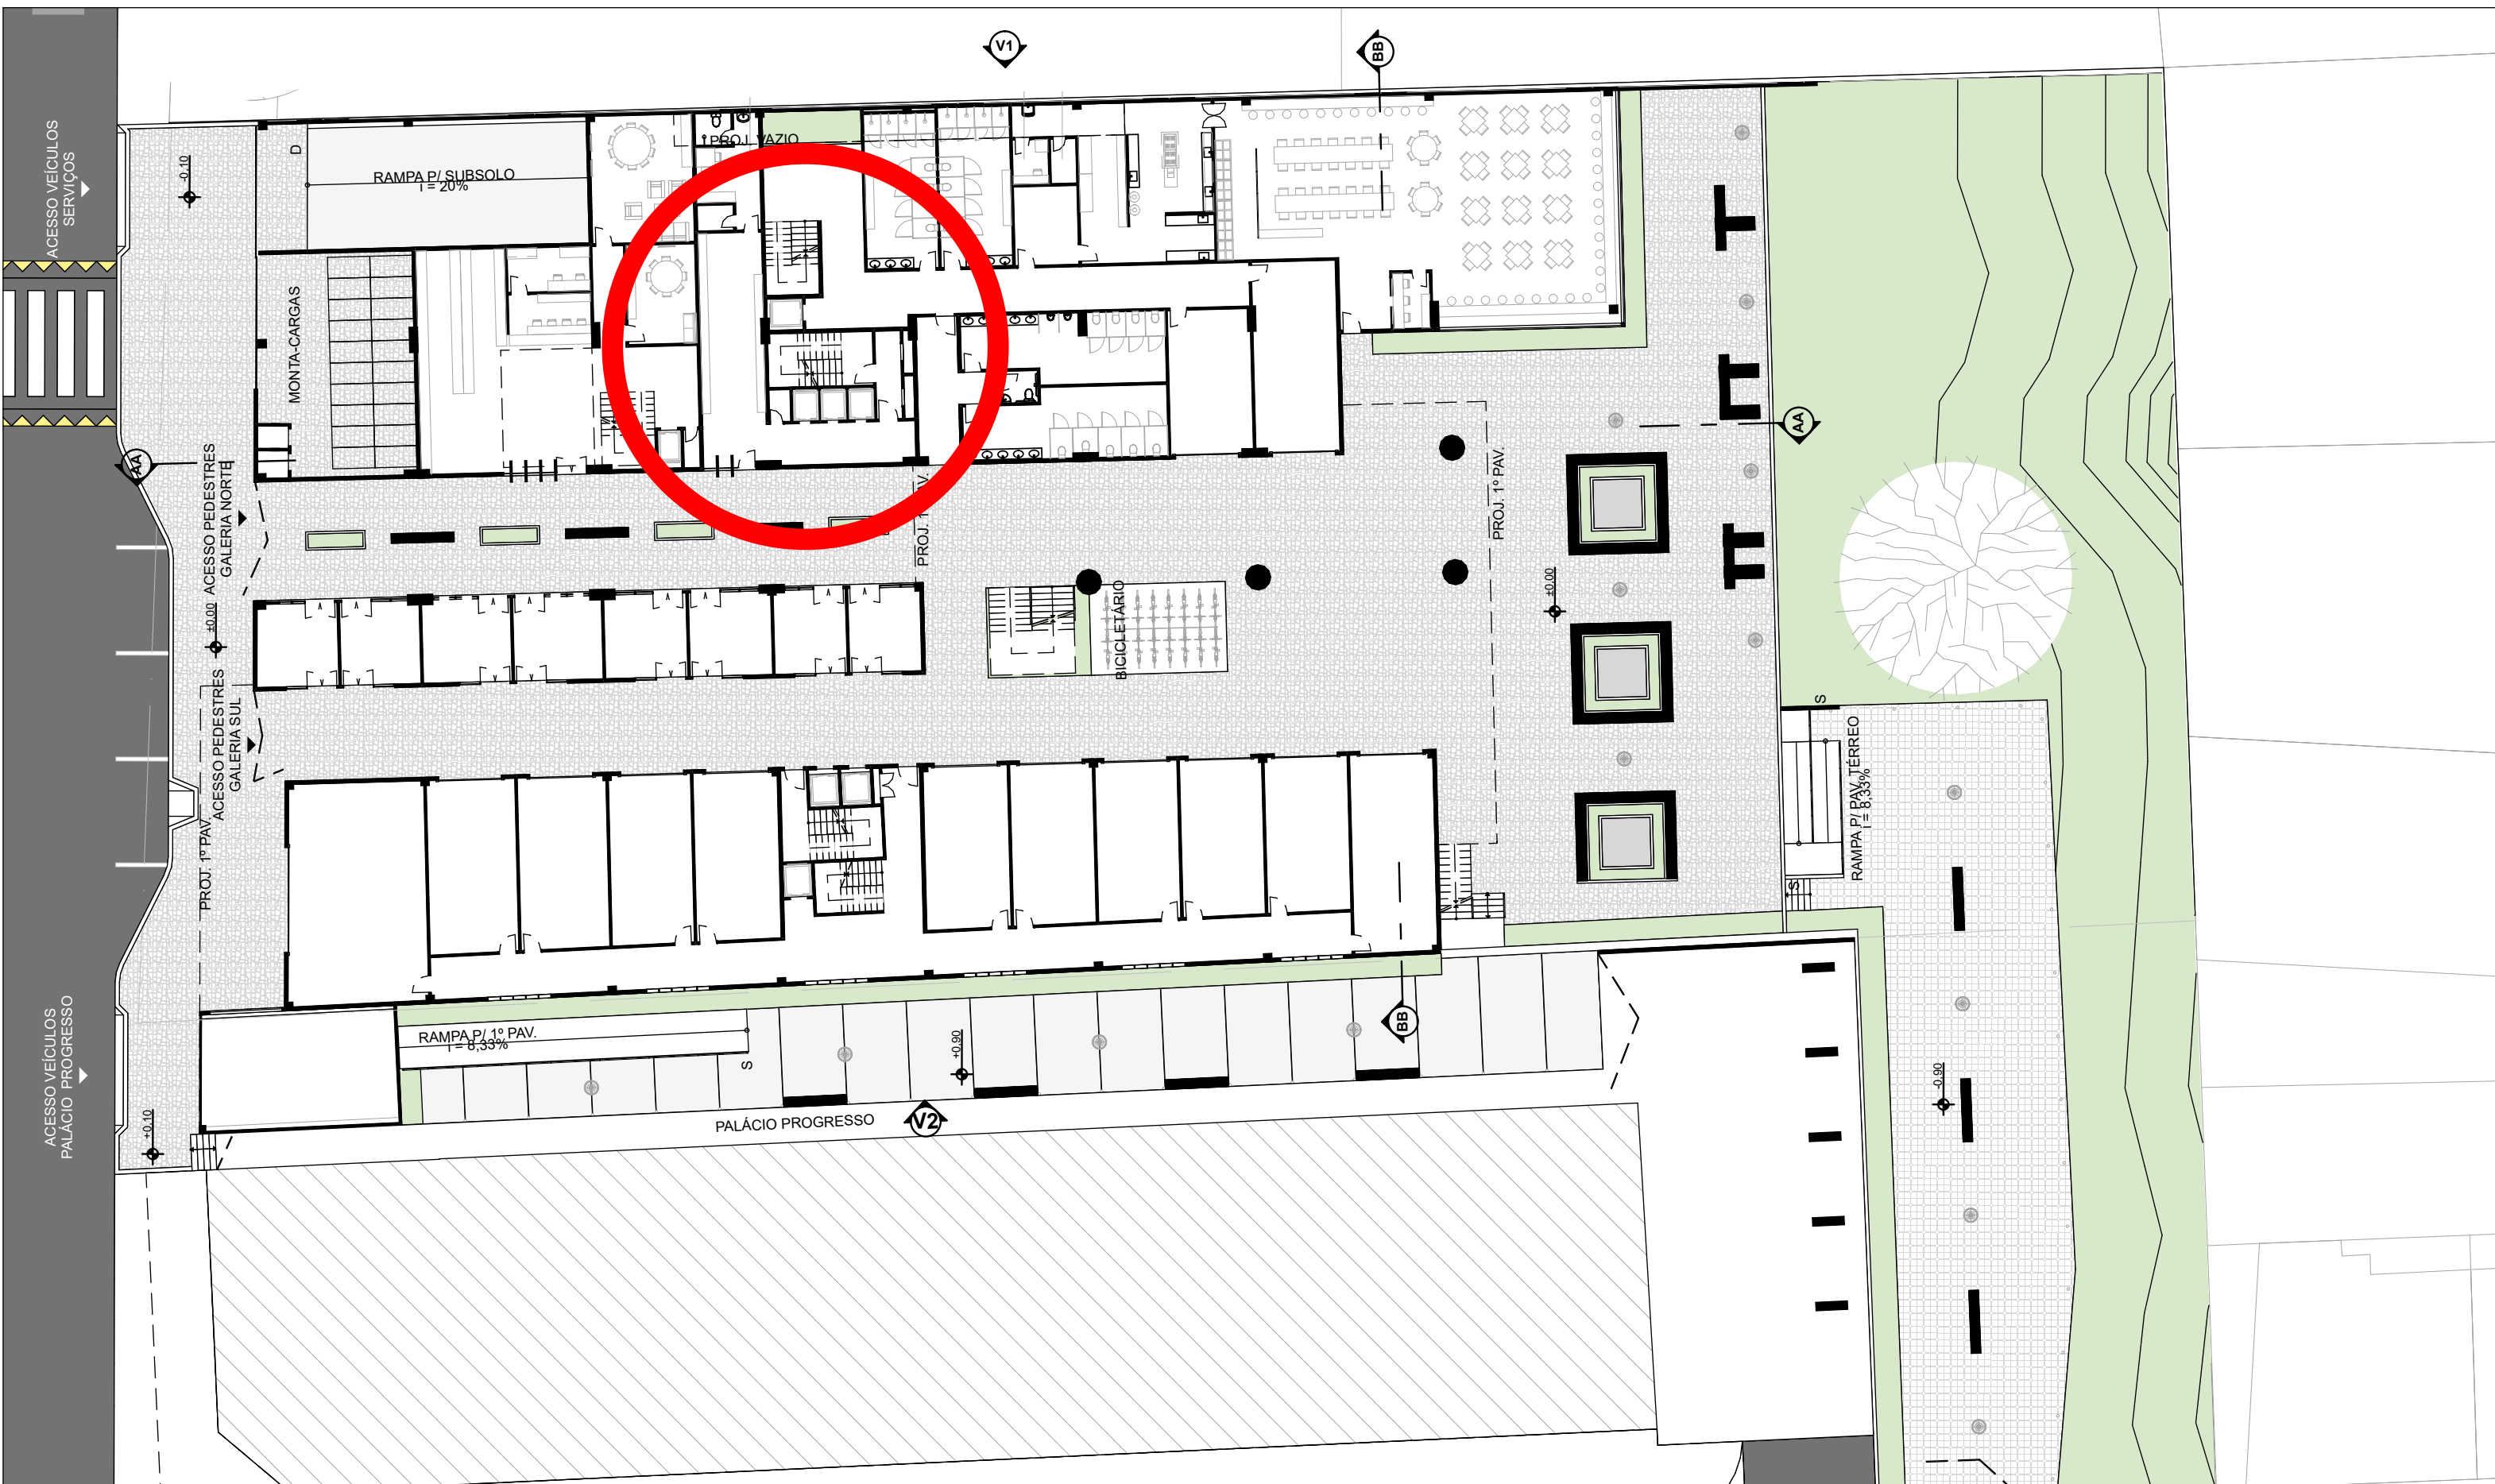 V1
BB
ACESSO VEÍCULOS
SERVIÇOS
-0.10
D
RAMPA P/ SUBSOLO
i = 20%
PROJ. VAZIO
MONTA-CARGAS
AA
ACESSO PEDESTRES
GALERIA NORTE
±0.00
ACESSO PEDESTRES
GALERIA SUL
PROJ. 1º PAV.
PROJ. 1º PAV.
BICICLETÁRIO
PROJ. 1º PAV.
±0.00
AA
S
RAMPA P/ PAV. TÉRREO
i = 8,33%
S
ACESSO VEÍCULOS
PALÁCIO PROGRESSO
+0.10
RAMPA P/ 1º PAV.
i = 8,33%
S
+0.90
BB
PALÁCIO PROGRESSO
V2
-0.90